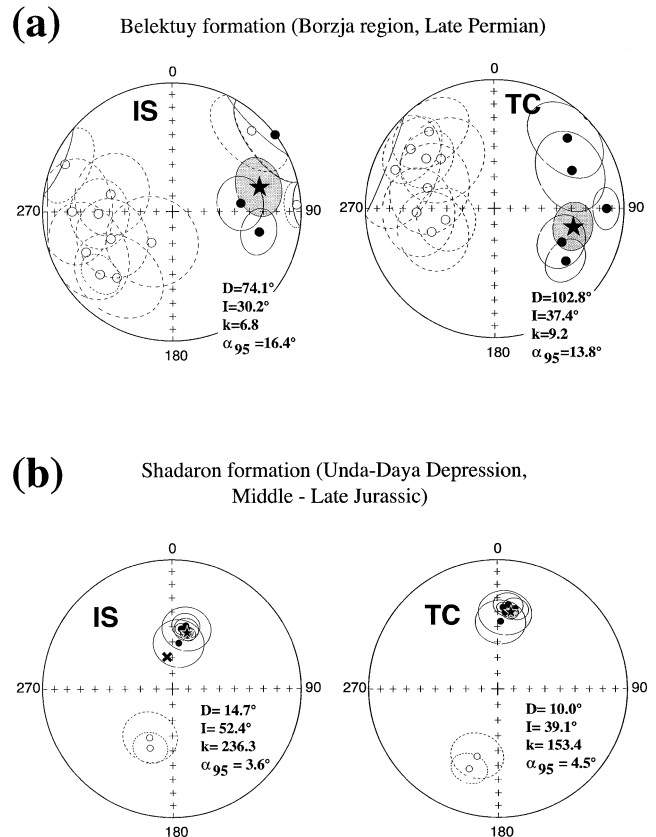 (a)
Belektuy formation (Borzja region, Late Permian)
0
IS
270
90
D=74.1°
I=30.2°
k=6.8
α95 =16.4°
180
0
TC
270
90
D=102.8°
I=37.4°
k=9.2
α95=13.8°
180
(b)
Shadaron formation (Unda-Daya Depression,
Middle - Late Jurassic)
0
IS
270
90
D= 14.7°
I= 52.4°
k= 236.3
α95 = 3.6°
180
0
TC
270
90
D= 10.0°
I= 39.1°
k= 153.4
α95 = 4.5°
180